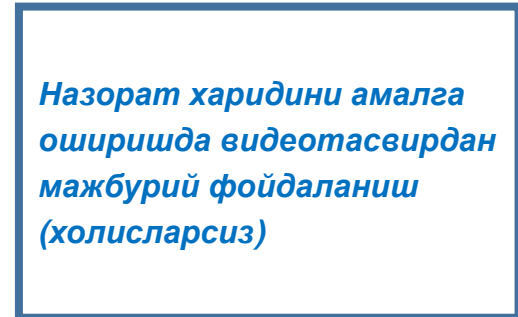 Назорат харидини амалга
оширишда видеотасвирдан
мажбурий фойдаланиш
(холисларсиз)